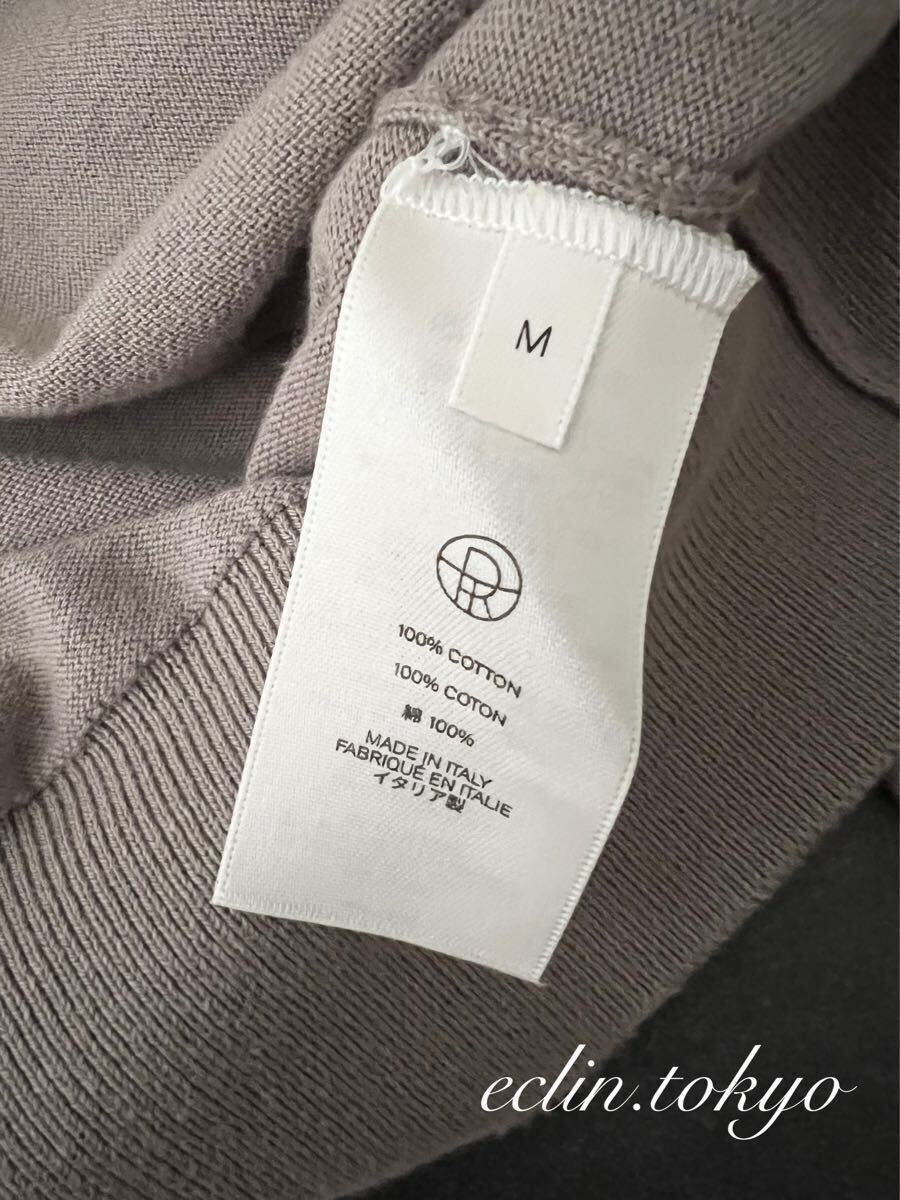 M
100% COTTON
100% COTON
綿 100%
MADE IN ITALY
FABRIQUE EN ITALIE
イタリア製
eclin.tokyo